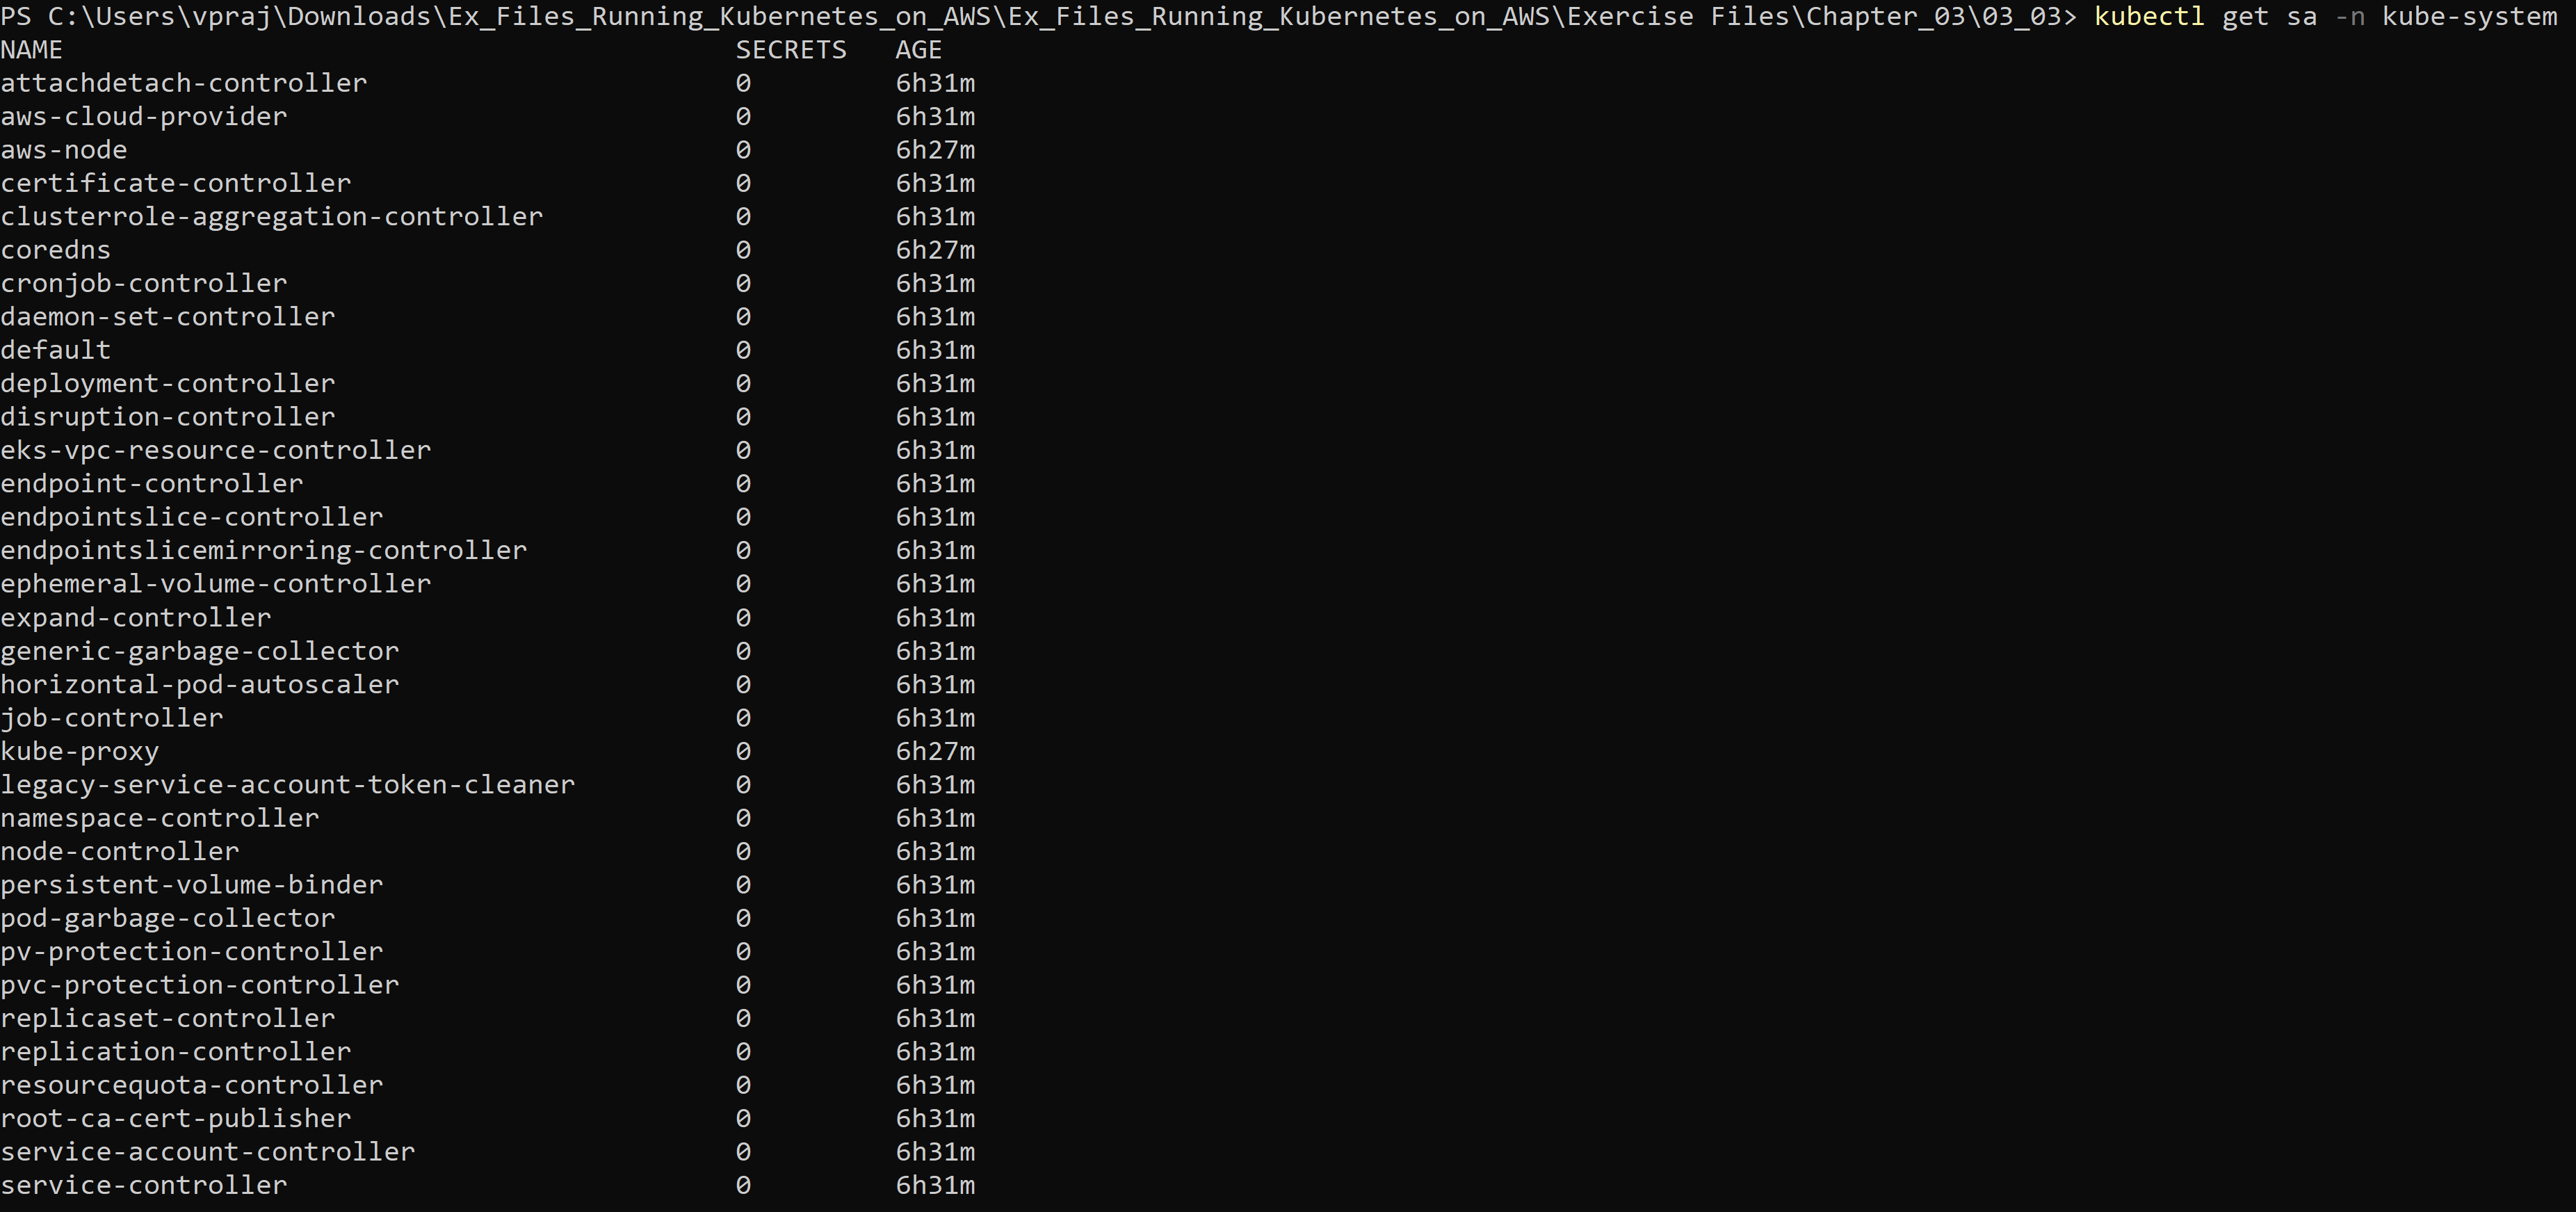 PS C:\Users\vpraj\Downloads\Ex_Files_Running_Kubernetes_on_AWS\Ex_Files_Running_Kubernetes_on_AWS\Exercise Files\Chapter_03\03_03> kubectl get sa -n kube-system
NAME SECRETS AGE
attachdetach-controller 0 6h31m
aws-cloud-provider 0 6h31m
aws-node 0 6h27m
certificate-controller 0 6h31m
clusterrole-aggregation-controller 0 6h31m
coredns 0 6h27m
cronjob-controller 0 6h31m
daemon-set-controller 0 6h31m
default 0 6h31m
deployment-controller 0 6h31m
disruption-controller 0 6h31m
eks-vpc-resource-controller 0 6h31m
endpoint-controller 0 6h31m
endpointslice-controller 0 6h31m
endpointslicemirroring-controller 0 6h31m
ephemeral-volume-controller 0 6h31m
expand-controller 0 6h31m
generic-garbage-collector 0 6h31m
horizontal-pod-autoscaler 0 6h31m
job-controller 0 6h31m
kube-proxy 0 6h27m
legacy-service-account-token-cleaner 0 6h31m
namespace-controller 0 6h31m
node-controller 0 6h31m
persistent-volume-binder 0 6h31m
pod-garbage-collector 0 6h31m
pv-protection-controller 0 6h31m
pvc-protection-controller 0 6h31m
replicaset-controller 0 6h31m
replication-controller 0 6h31m
resourcequota-controller 0 6h31m
root-ca-cert-publisher 0 6h31m
service-account-controller 0 6h31m
service-controller 0 6h31m